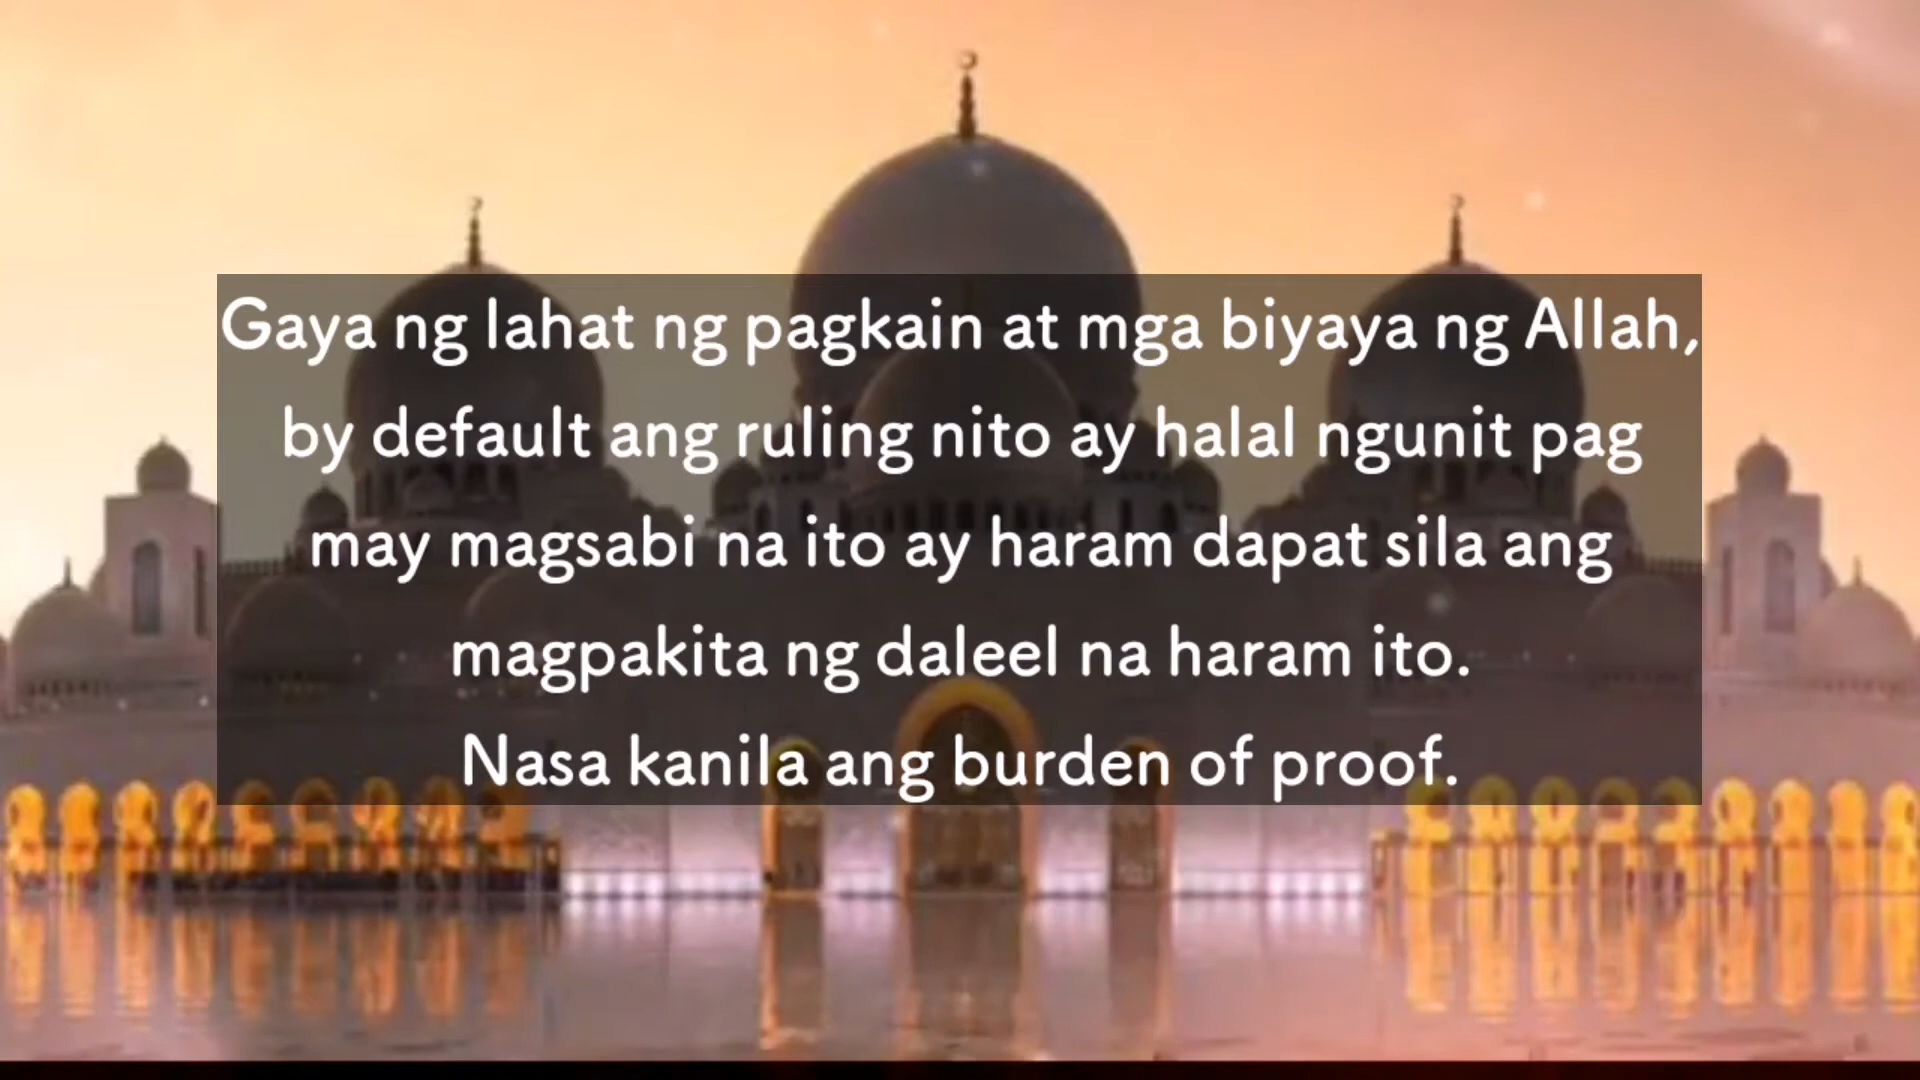 Gaya ng lahat ng pagkain at mga biyaya ng Allah,
by default ang ruling nito ay halal ngunit pag
may magsabi na ito ay haram dapat sila ang
magpakita ng daleel na haram ito.
Nasa kanila ang burden of proof.